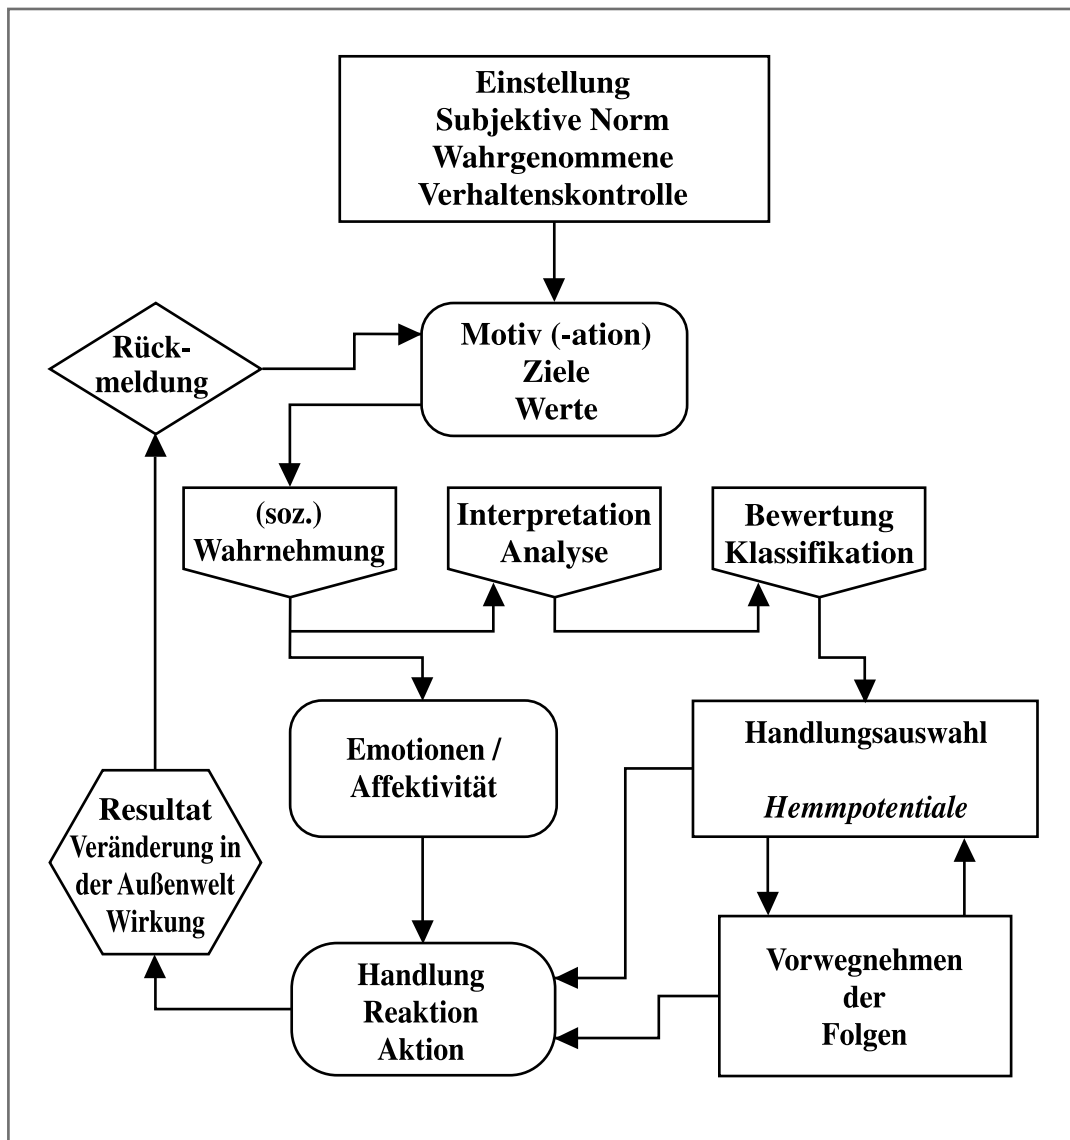 Einstellung
Subjektive Norm
Wahrgenommene
Verhaltenskontrolle
Rück-
meldung
Motiv (-ation)
Ziele
Werte
(soz.)
Wahrnehmung
Interpretation
Analyse
Bewertung
Klassifikation
Emotionen /
Affektivität
Handlungsauswahl
Hemmpotentiale
Resultat
Veränderung in
der Außenwelt
Wirkung
Handlung
Reaktion
Aktion
Vorwegnehmen
der
Folgen